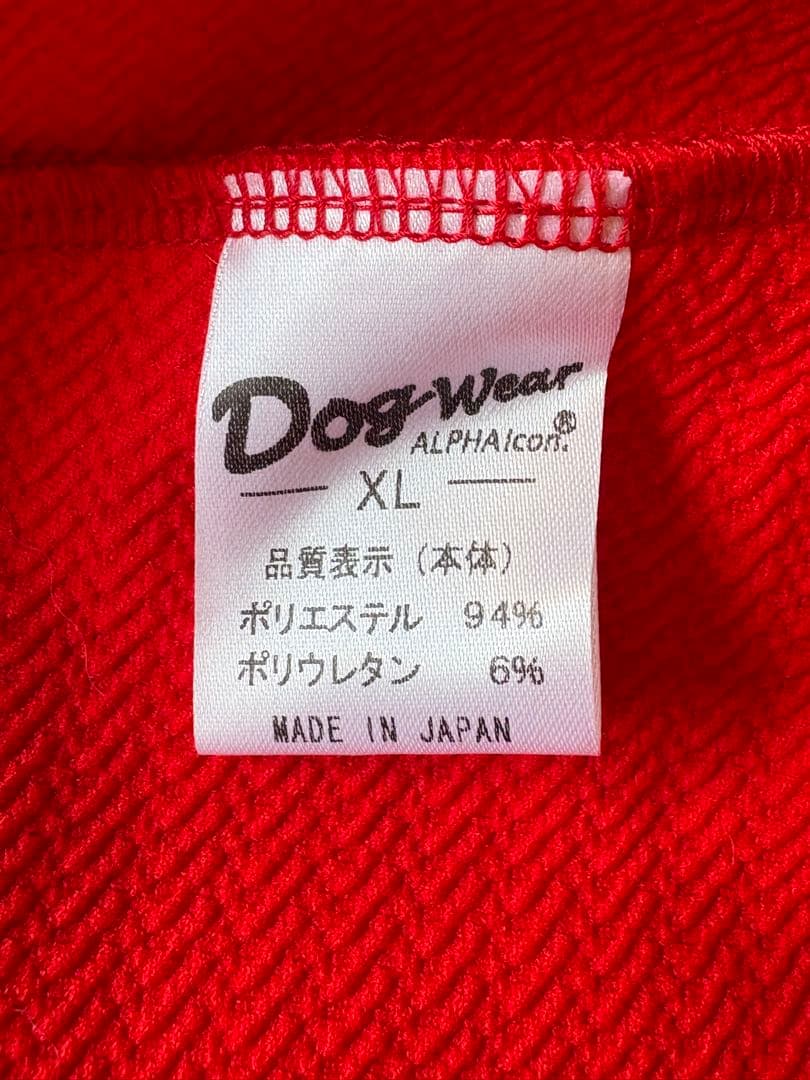 Dog Wear
ALPHAIcon.®
XL
品質表示（本体）
ポリエステル 94%
ポリウレタン 6%
MADE IN JAPAN